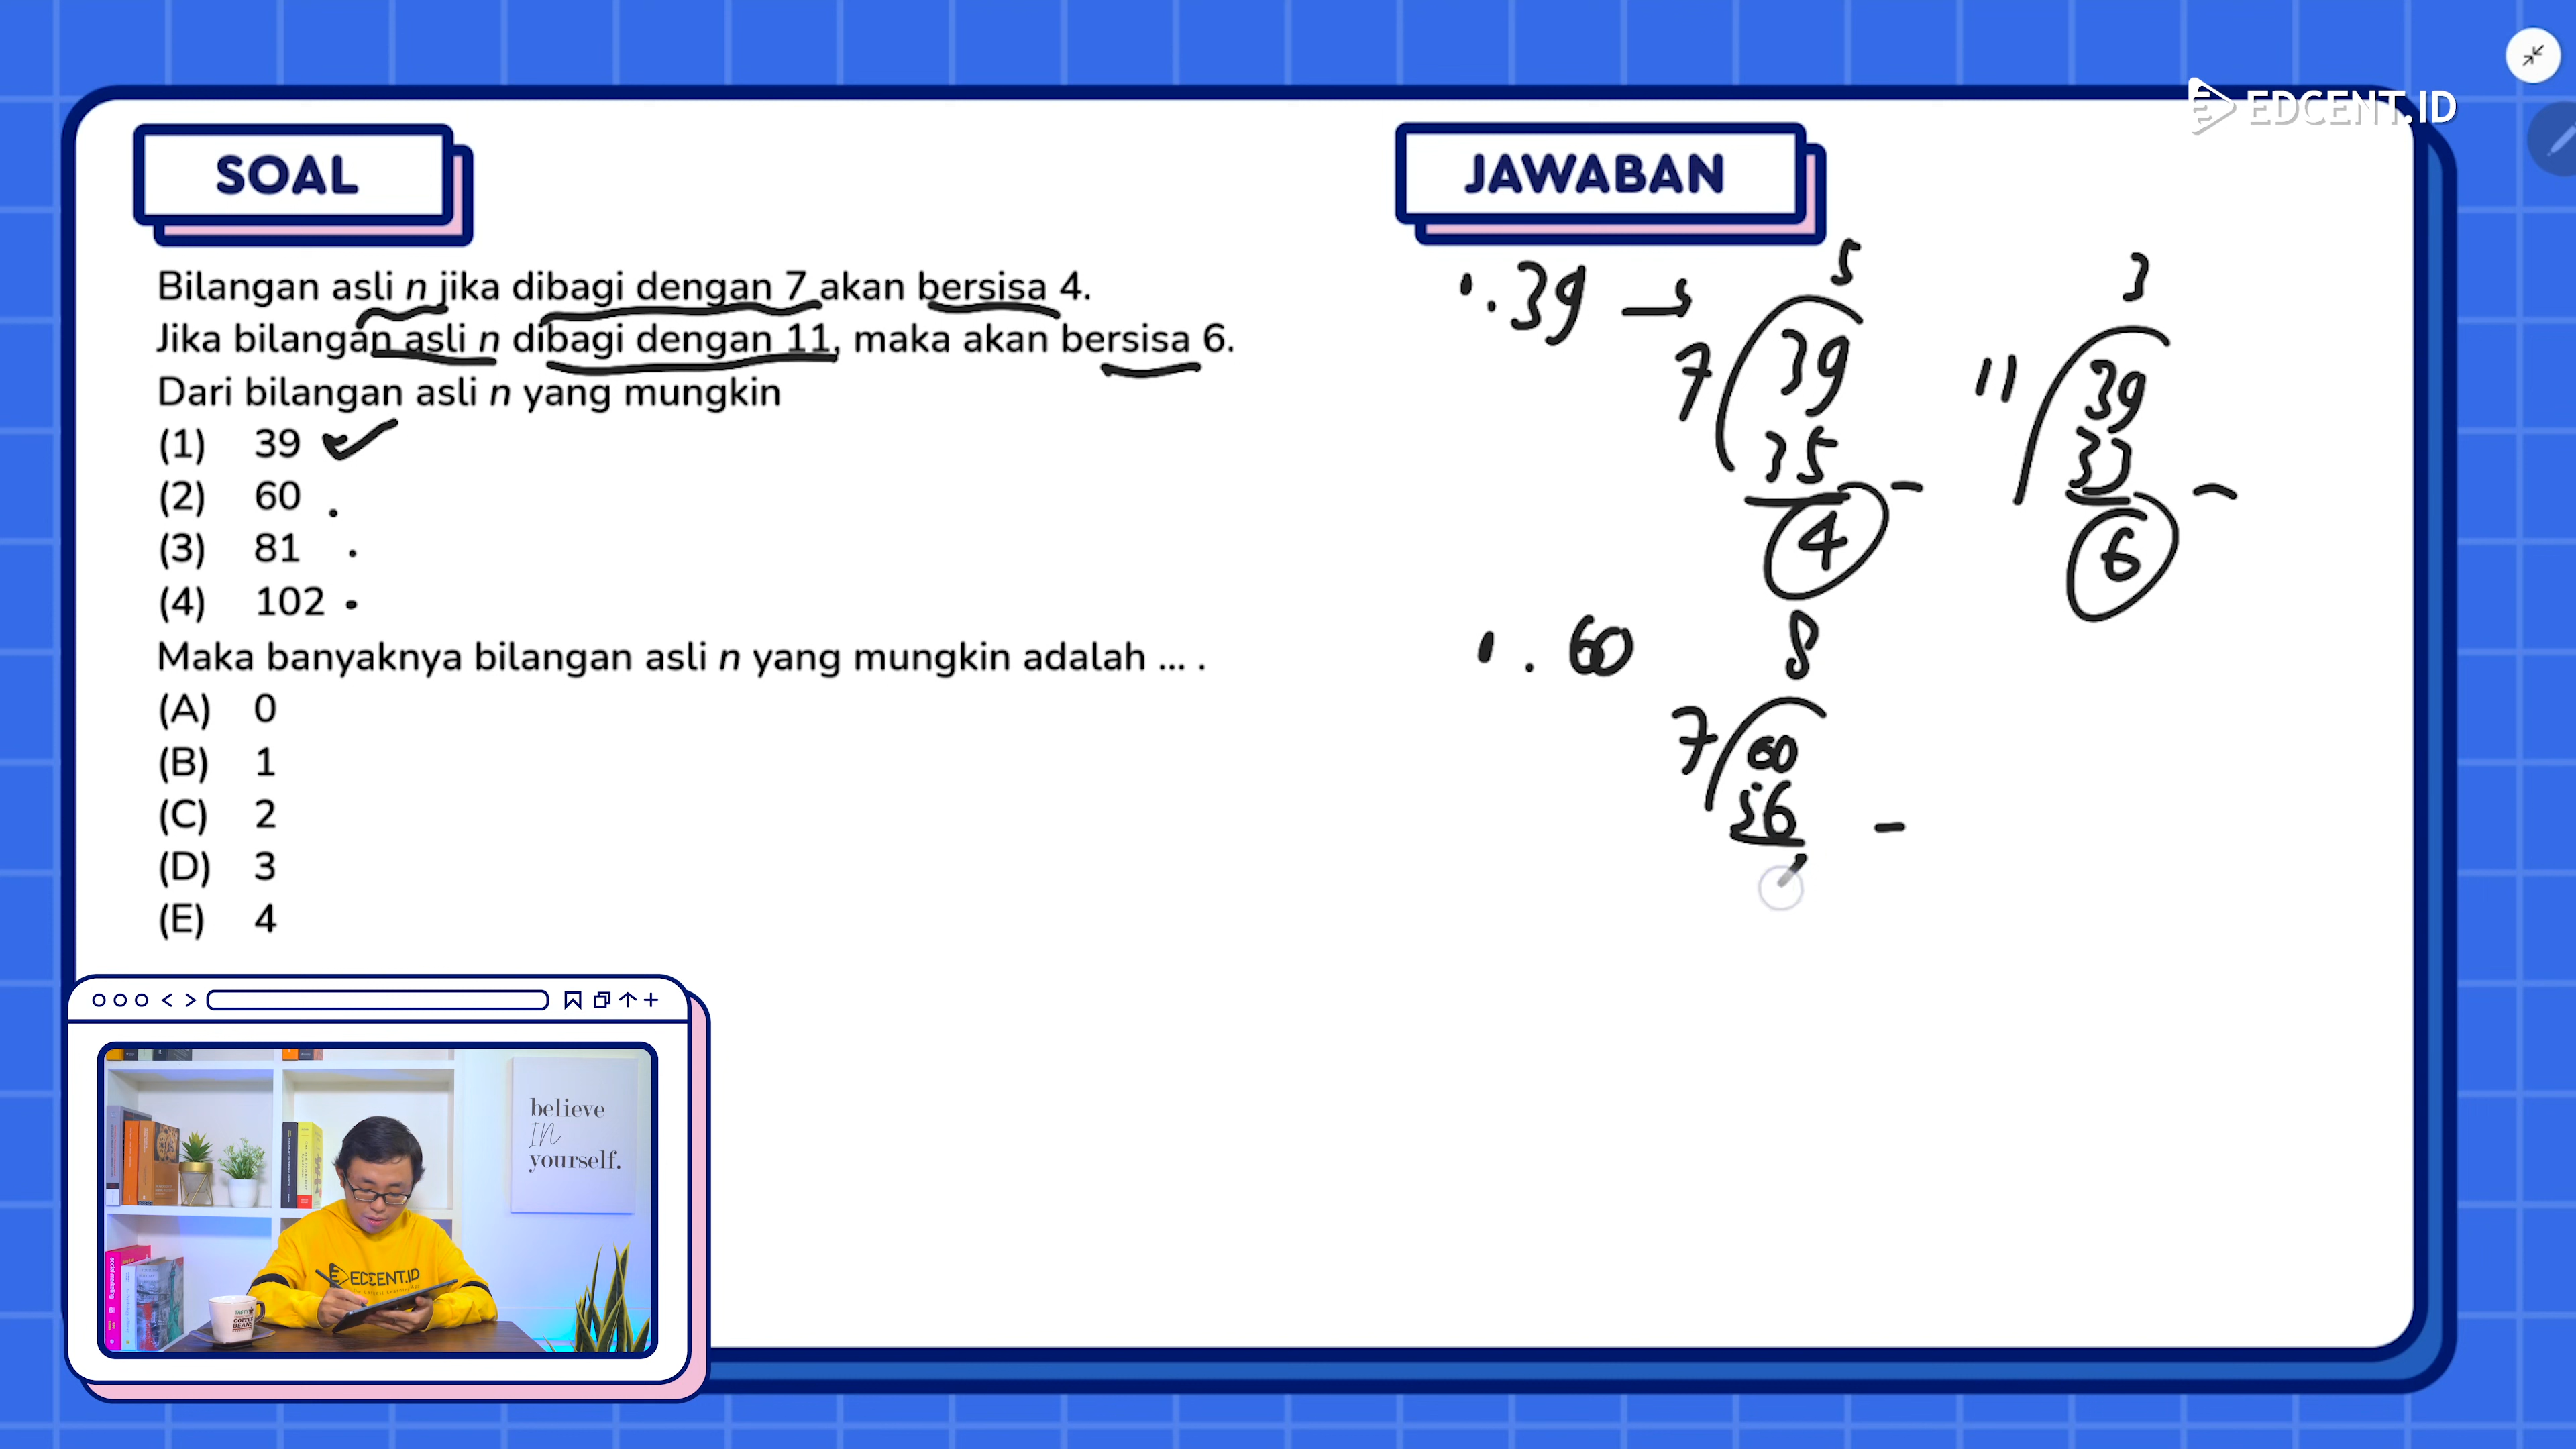 EDCENT.ID
SOAL
Bilangan asli n jika dibagi dengan 7 akan bersisa 4.
Jika bilangan asli n dibagi dengan 11, maka akan bersisa 6.
Dari bilangan asli n yang mungkin
(1) 39
(2) 60
(3) 81
(4) 102
Maka banyaknya bilangan asli n yang mungkin adalah ... .
(A) 0
(B) 1
(C) 2
(D) 3
(E) 4
JAWABAN
39
5
7 39
35 -
4
3
11 39
33 -
6
60
8
7 60
56 -
believe
IN
yourself.
EDCENT.ID